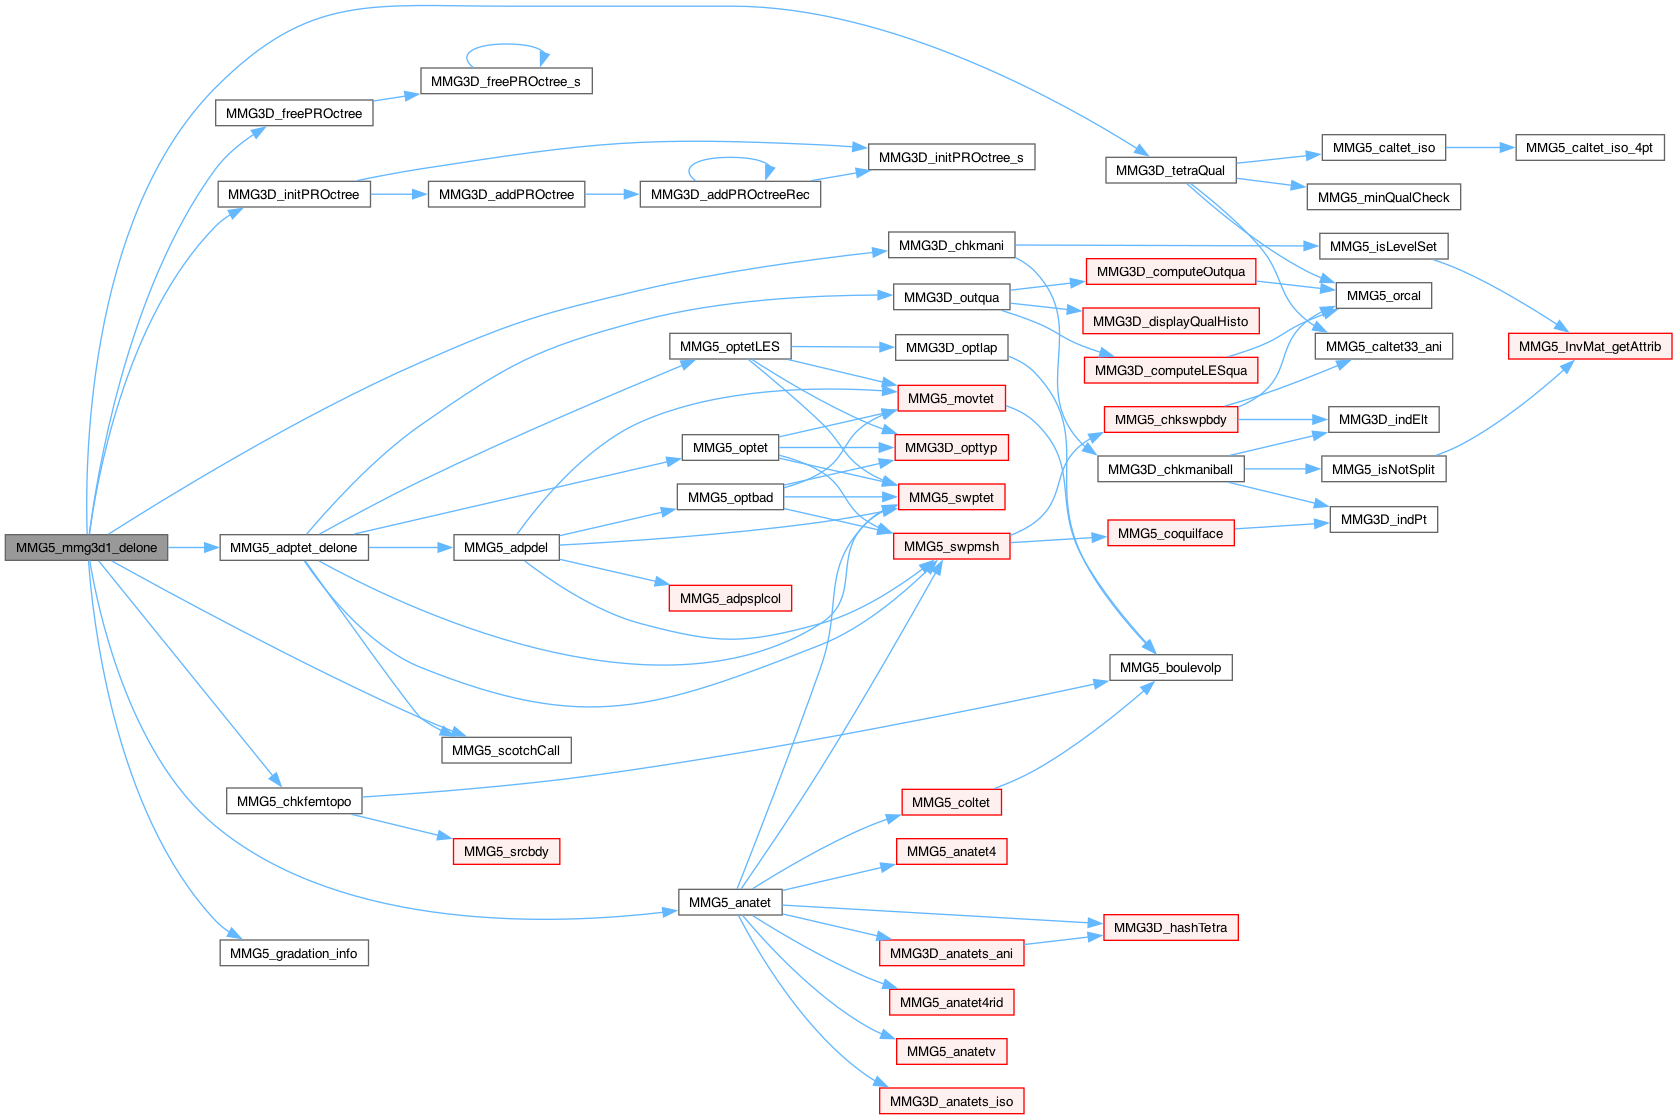 MMG3D_freePROctree_s
MMG3D_freePROctree
MMG5_caltet_iso
MMG5_caltet_iso_4pt
MMG3D_initPROctree_s
MMG3D_tetraQual
MMG3D_initPROctree
MMG3D_addPROctree
MMG3D_addPROctreeRec
MMG5_minQualCheck
MMG3D_chkmani
MMG5_isLevelSet
MMG3D_computeOutqua
MMG3D_outqua
MMG5_orcal
MMG3D_displayQualHisto
MMG5_optetLES
MMG3D_optlap
MMG5_caltet33_ani
MMG5_InvMat_getAttrib
MMG3D_computeLESqua
MMG5_movtet
MMG5_chkswpbdy
MMG3D_indElt
MMG5_optet
MMG3D_opttyp
MMG3D_chkmaniball
MMG5_isNotSplit
MMG5_optbad
MMG5_swptet
MMG3D_indPt
MMG5_coquilface
MMG5_mmg3d1_delone
MMG5_adptet_delone
MMG5_adpdel
MMG5_swpmsh
MMG5_adpsplcol
MMG5_boulevolp
MMG5_scotchCall
MMG5_chkfemtopo
MMG5_coltet
MMG5_srcbdy
MMG5_anatet4
MMG5_anatet
MMG3D_hashTetra
MMG5_gradation_info
MMG3D_anatets_ani
MMG5_anatet4rid
MMG5_anatetv
MMG3D_anatets_iso